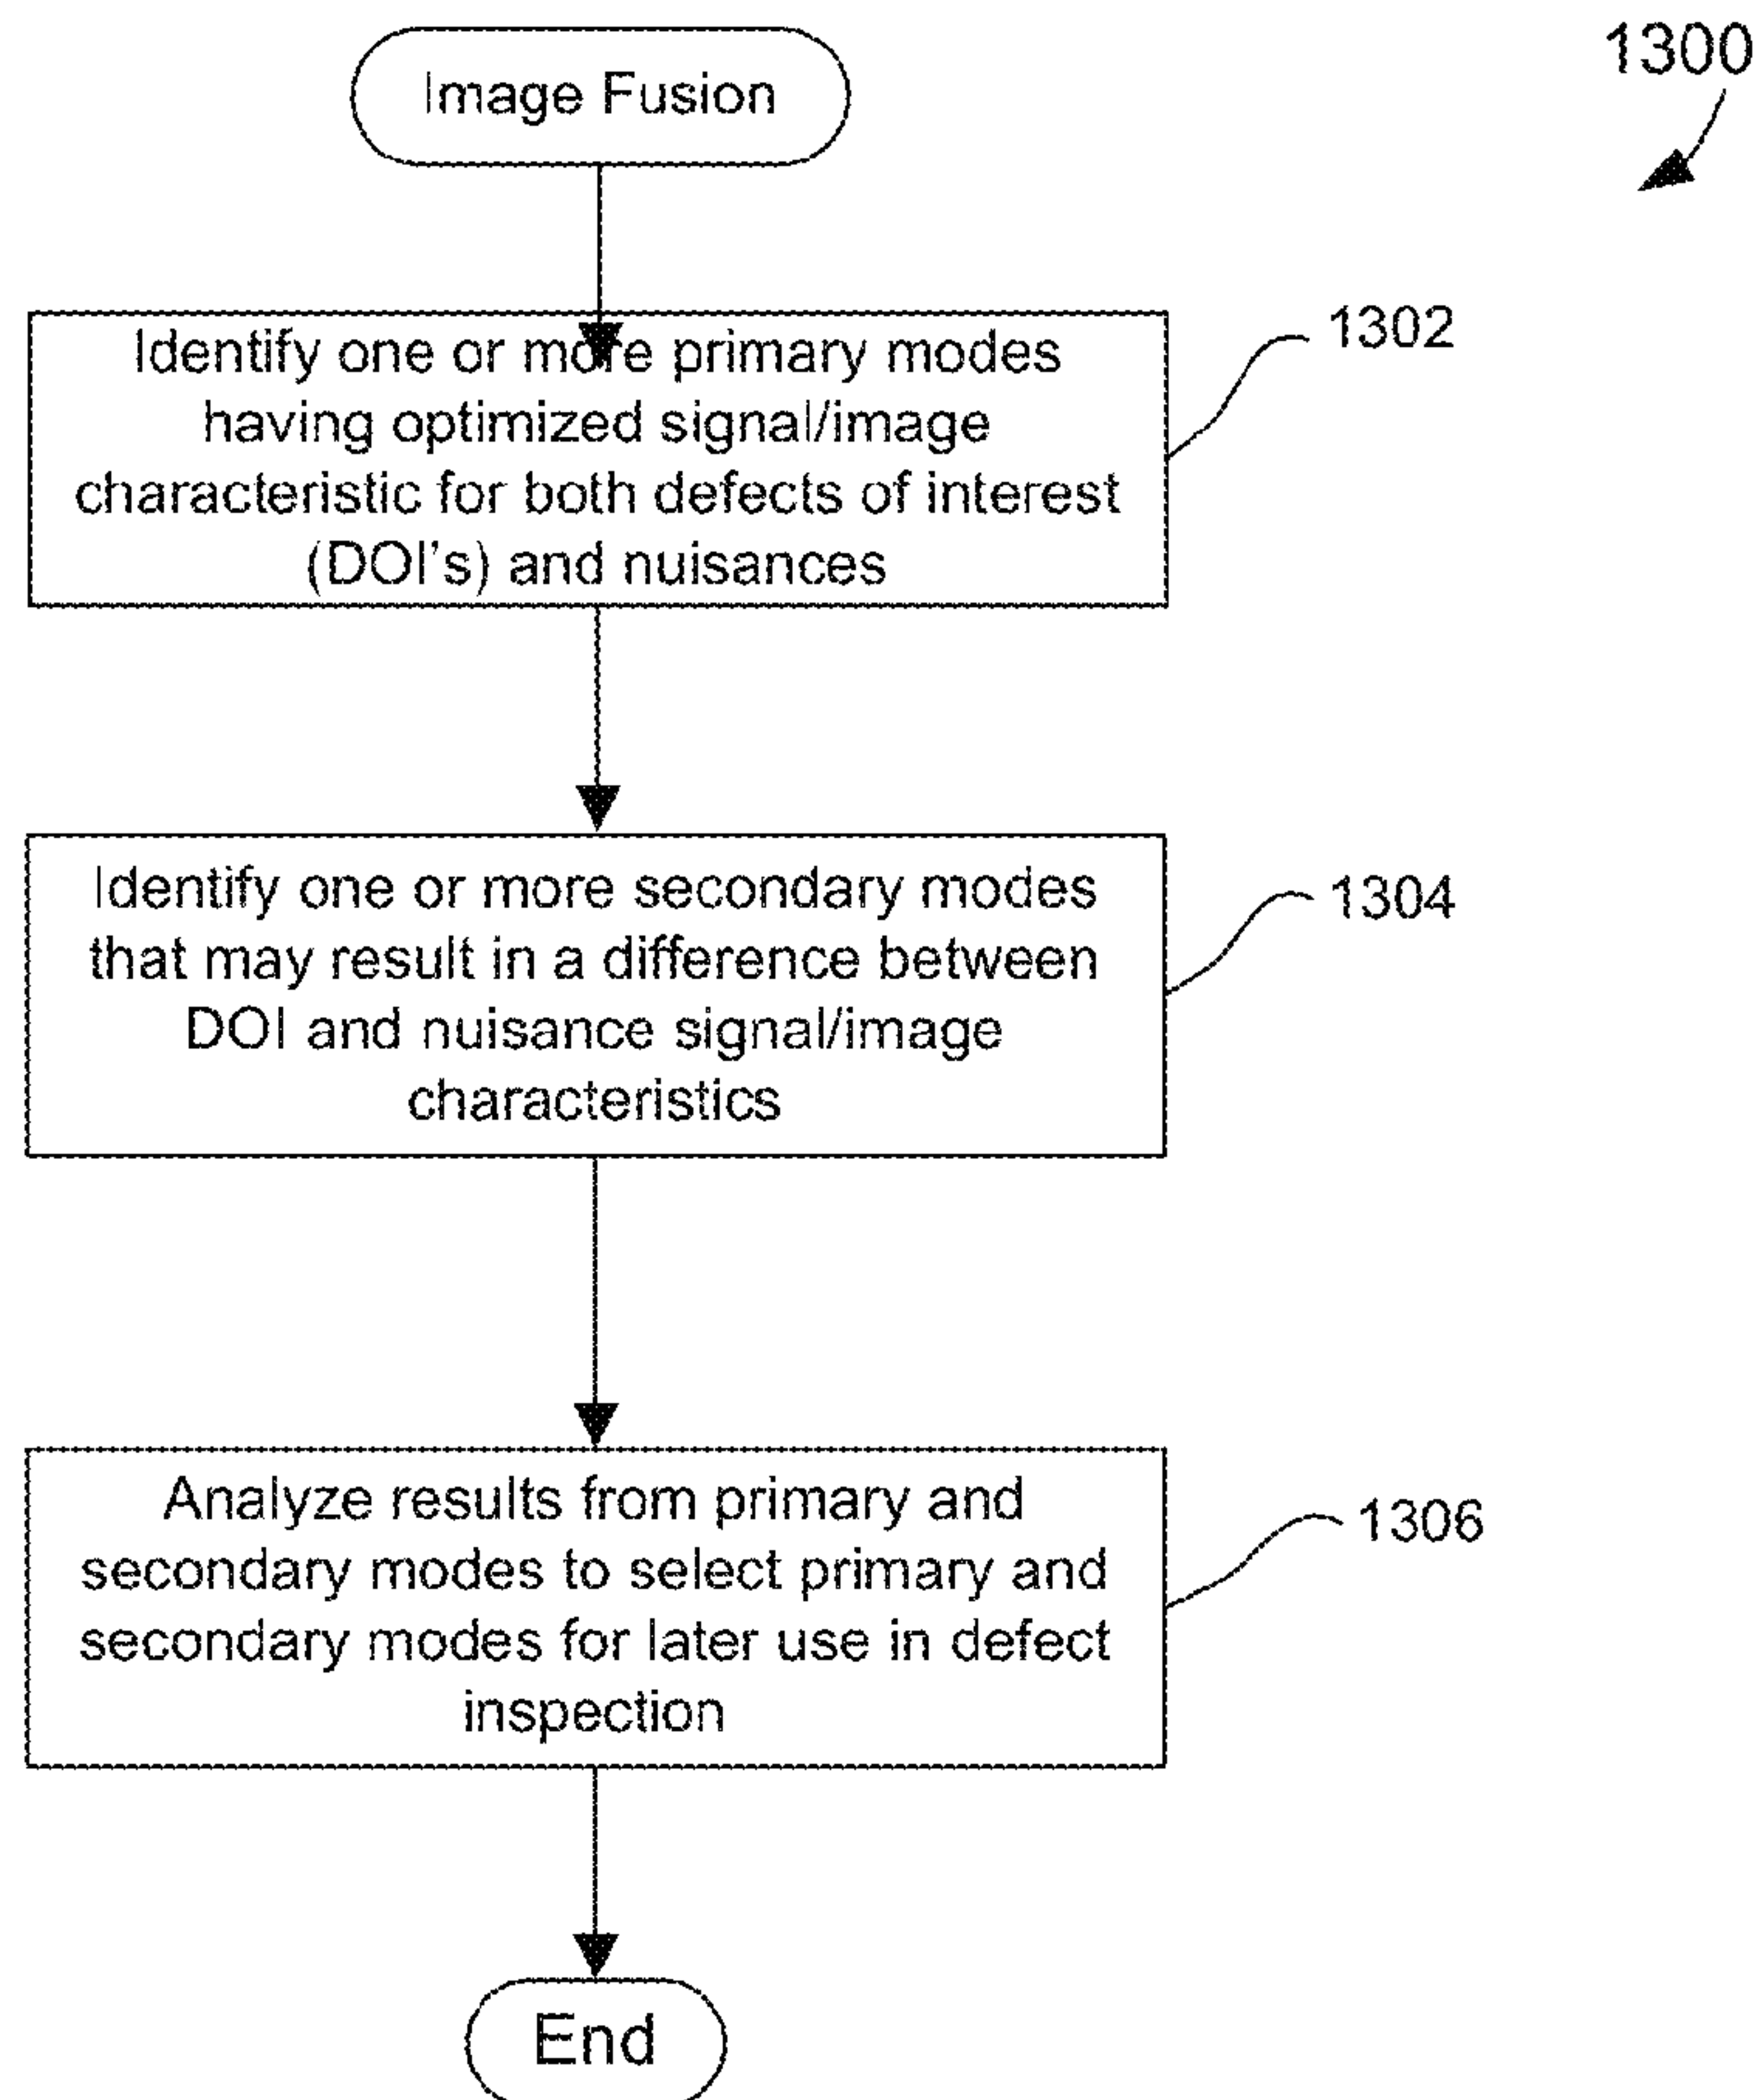 1300
Image Fusion
Identify one or more primary modes
having optimized signal/image
characteristic for both defects of interest
(DOI's) and nuisances
1302
Identify one or more secondary modes
that may result in a difference between
DOI and nuisance signal/image
characteristics
1304
Analyze results from primary and
secondary modes to select primary and
secondary modes for later use in defect
inspection
1306
End